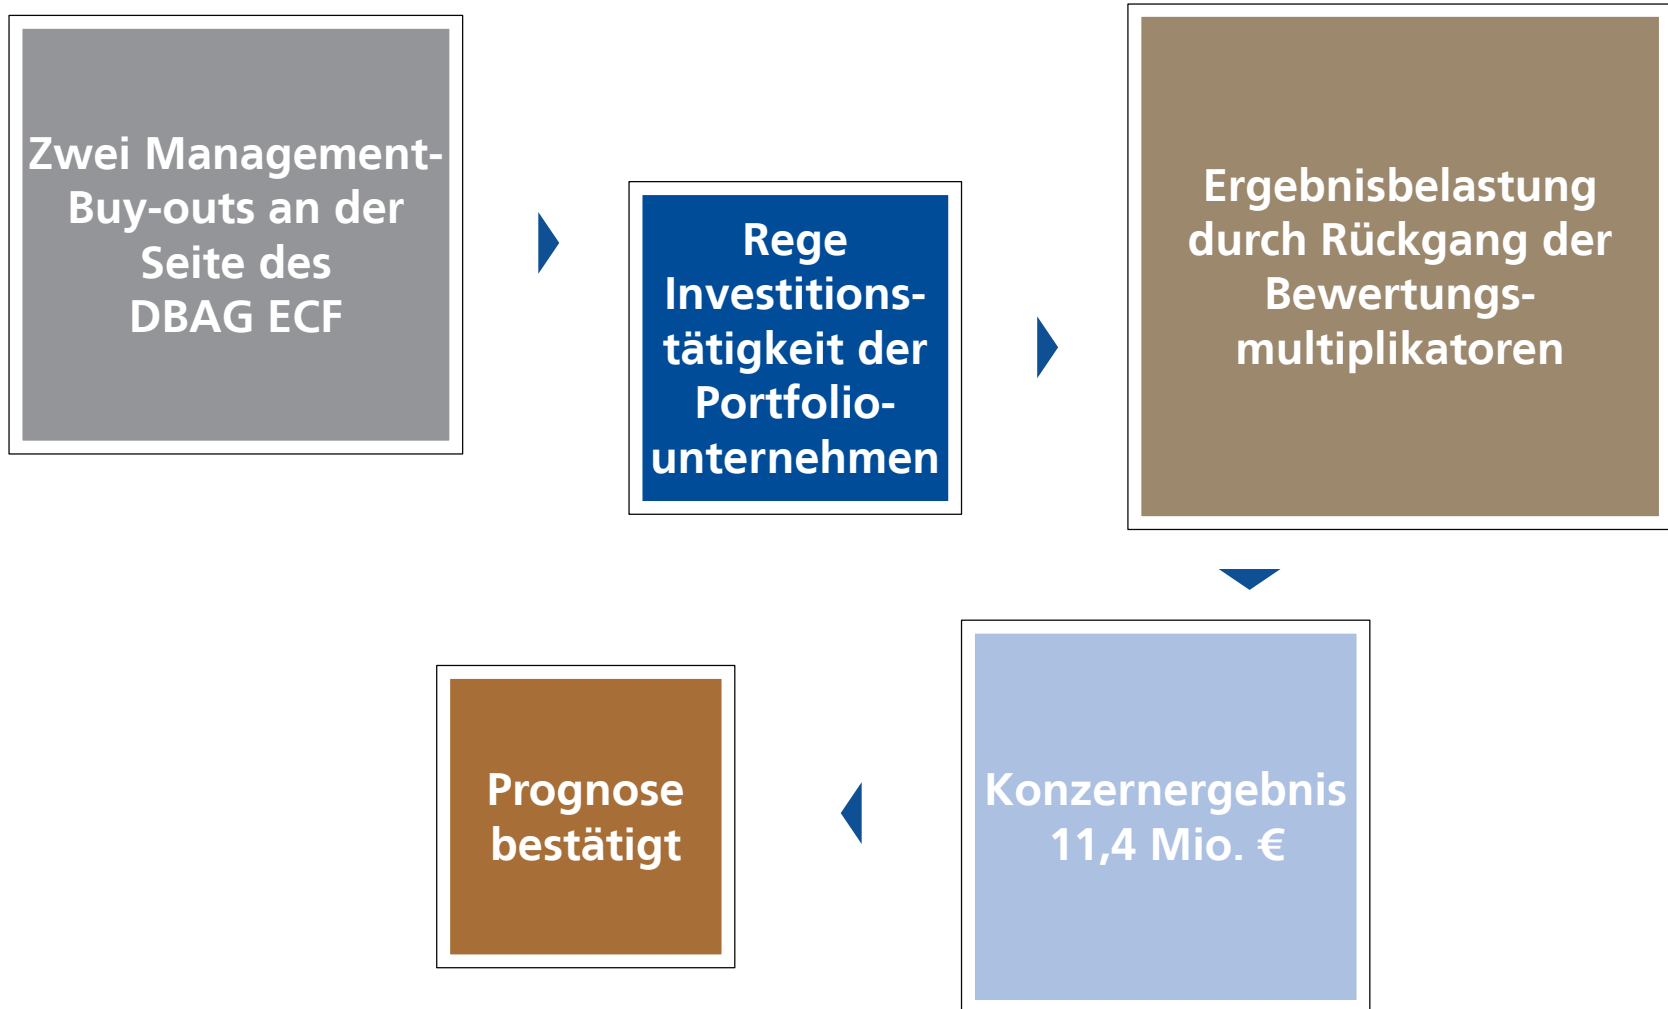 Zwei Management-
Buy-outs an der
Seite des
DBAG ECF
Rege
Investitions-
tätigkeit der
Portfolio-
unternehmen
Ergebnisbelastung
durch Rückgang der
Bewertungs-
multiplikatoren
Konzernergebnis
11,4 Mio. €
Prognose
bestätigt